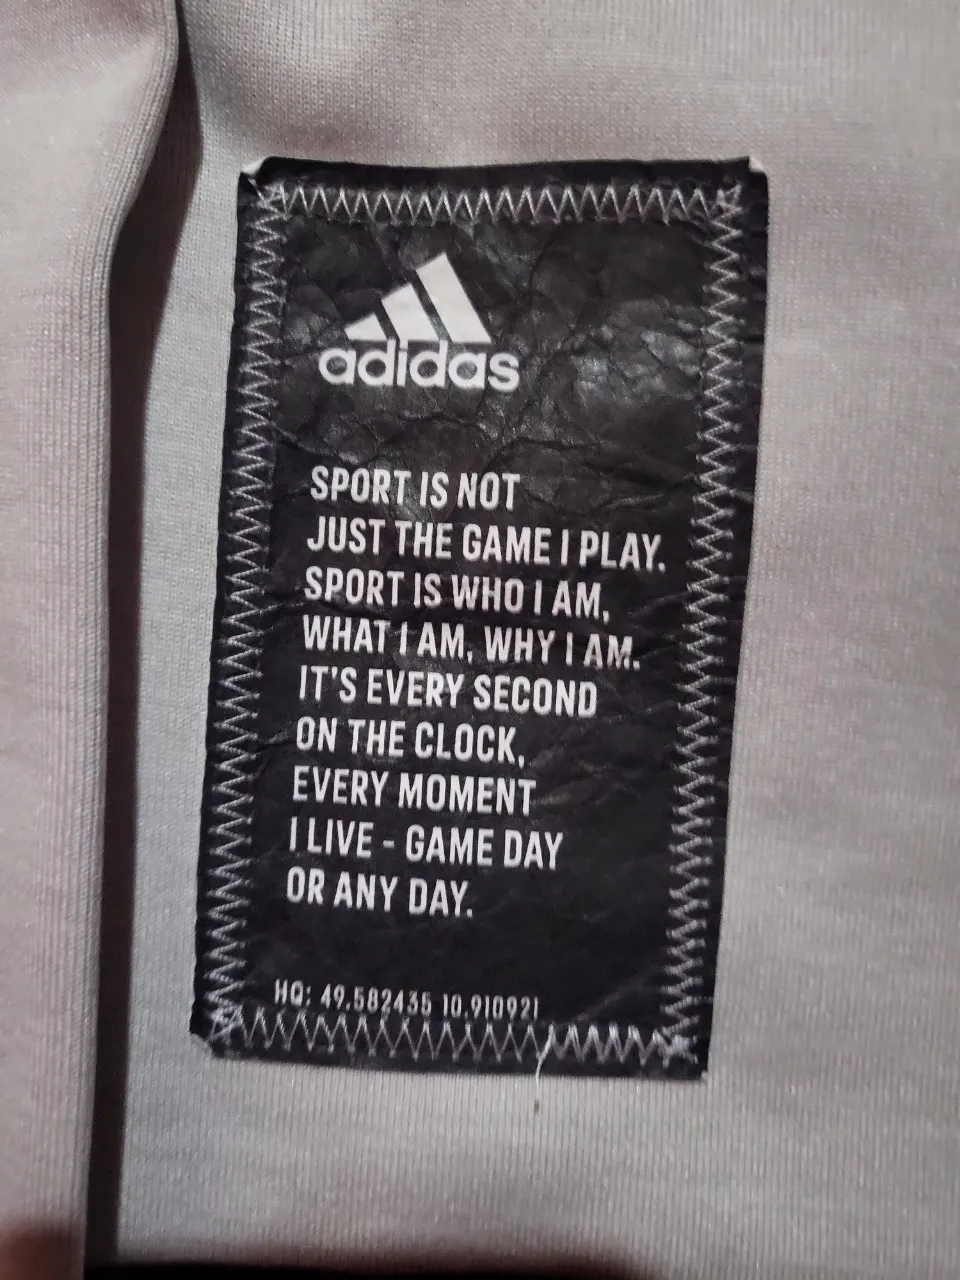 adidas
SPORT IS NOT
JUST THE GAME I PLAY.
SPORT IS WHO I AM,
WHAT I AM, WHY I AM.
IT'S EVERY SECOND
ON THE CLOCK,
EVERY MOMENT
I LIVE - GAME DAY
OR ANY DAY.
HQ: 49.582435 10.910921